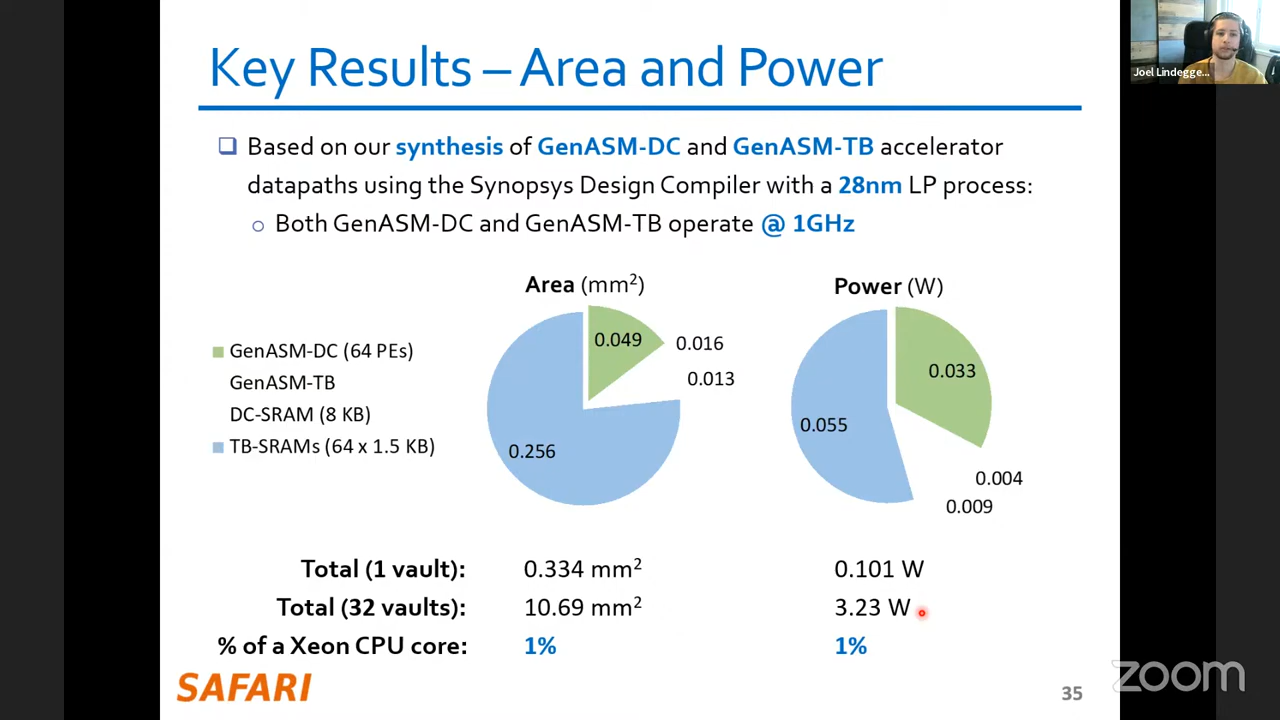 Key Results – Area and Power
Joel Lindegge...
❑ Based on our synthesis of GenASM-DC and GenASM-TB accelerator
datapaths using the Synopsys Design Compiler with a 28nm LP process:
○ Both GenASM-DC and GenASM-TB operate @ 1GHz
Area (mm²)
Power (W)
GenASM-DC (64 PEs)
GenASM-TB
DC-SRAM (8 KB)
TB-SRAMs (64 x 1.5 KB)
0.049
0.016
0.013
0.256
0.033
0.004
0.009
0.055
Total (1 vault): 0.334 mm² 0.101 W
Total (32 vaults): 10.69 mm² 3.23 W
% of a Xeon CPU core: 1% 1%
SAFARI
35
zoom